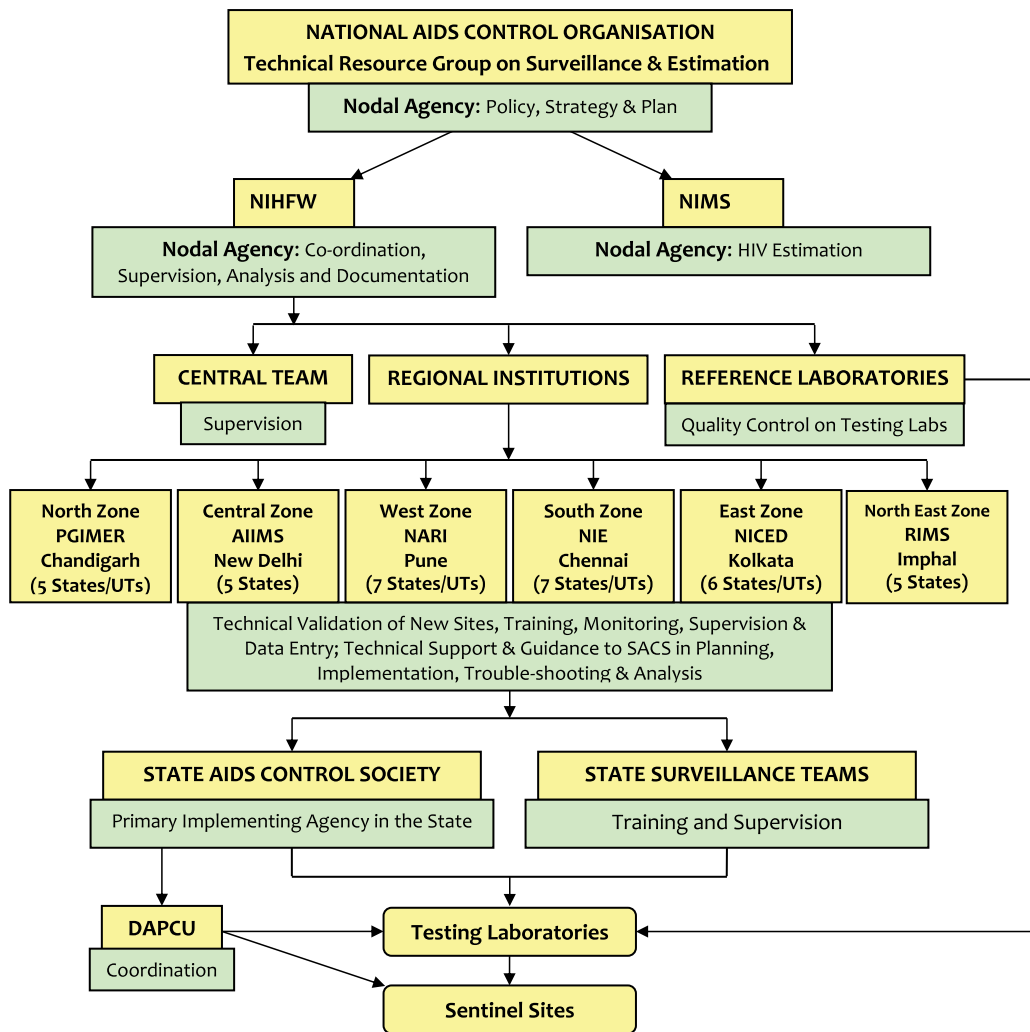 NATIONAL AIDS CONTROL ORGANISATION
Technical Resource Group on Surveillance & Estimation
Nodal Agency: Policy, Strategy & Plan
NIHFW
Nodal Agency: Co-ordination,
Supervision, Analysis and Documentation
NIMS
Nodal Agency: HIV Estimation
CENTRAL TEAM
Supervision
REGIONAL INSTITUTIONS
REFERENCE LABORATORIES
Quality Control on Testing Labs
North Zone
PGIMER
Chandigarh
(5 States/UTs)
Central Zone
AIIMS
New Delhi
(5 States)
West Zone
NARI
Pune
(7 States/UTs)
South Zone
NIE
Chennai
(7 States/UTs)
East Zone
NICED
Kolkata
(6 States/UTs)
North East Zone
RIMS
Imphal
(5 States)
Technical Validation of New Sites, Training, Monitoring, Supervision &
Data Entry; Technical Support & Guidance to SACS in Planning,
Implementation, Trouble-shooting & Analysis
STATE AIDS CONTROL SOCIETY
Primary Implementing Agency in the State
STATE SURVEILLANCE TEAMS
Training and Supervision
DAPCU
Coordination
Testing Laboratories
Sentinel Sites